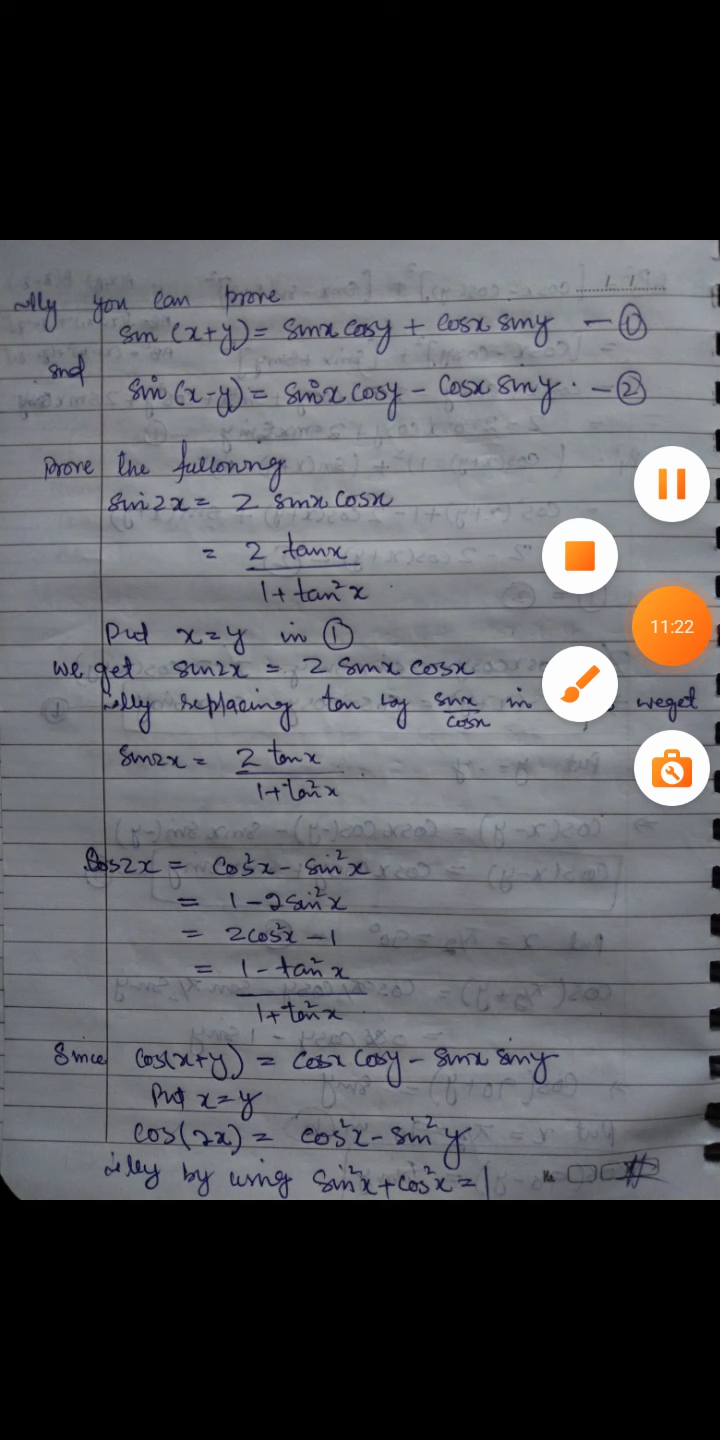 illy you can prove
sin (x+y) = sinx cosy + cosx siny — ①
and
sin (x-y) = sinx cosy - cosx siny. — ②
Prove the following
sin2x = 2 sinx cosx
= 2 tanx / 1 + tan²x
Put x = y in ①
we get sin2x = 2 sinx cosx
illy replacing tan by sinx/cosx in we get
sin2x = 2 tanx / 1 + tan²x
Cos2x = cos²x - sin²x
= 1 - 2sin²x
= 2cos²x - 1
= 1 - tan²x / 1 + tan²x
Since cos(x+y) = cosx cosy - sinx siny
Put x = y
cos(2x) = cos²x - sin²y
illy by using sin²x + cos²x = 1
11:22